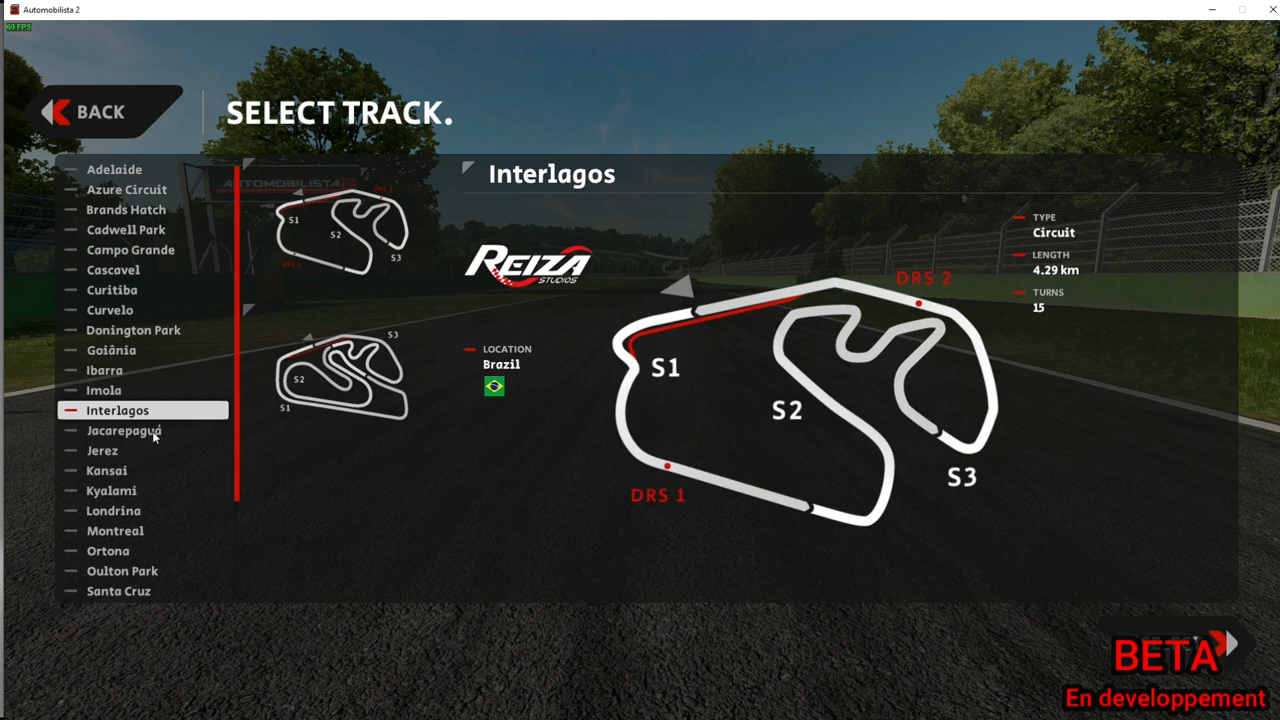 Automobilista 2
60 FPS
BACK
SELECT TRACK.
Adelaide
Azure Circuit
Brands Hatch
Cadwell Park
Campo Grande
Cascavel
Curitiba
Curvelo
Donington Park
Goiânia
Ibarra
Imola
Interlagos
Jacarepaguá
Jerez
Kansai
Kyalami
Londrina
Montreal
Ortona
Oulton Park
Santa Cruz
AUTOMOBILISTA
S1
S2
S3
S3
S2
S1
Interlagos
REIZA
STUDIOS
LOCATION
Brazil
DRS 2
S1
S2
S3
DRS 1
TYPE
Circuit
LENGTH
4.29 km
TURNS
15
BETA
En developpement